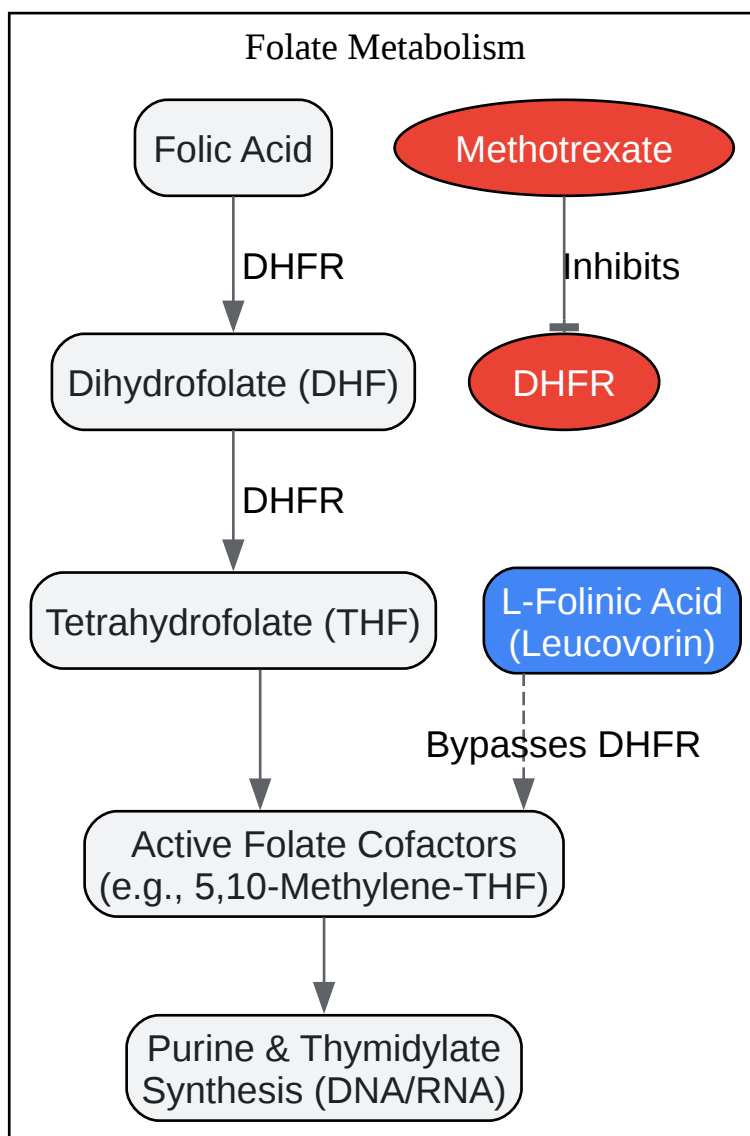 Folate Metabolism
Folic Acid
Methotrexate
DHFR
Inhibits
Dihydrofolate (DHF)
DHFR
DHFR
Tetrahydrofolate (THF)
L-Folinic Acid
(Leucovorin)
Bypasses DHFR
Active Folate Cofactors
(e.g., 5,10-Methylene-THF)
Purine & Thymidylate
Synthesis (DNA/RNA)